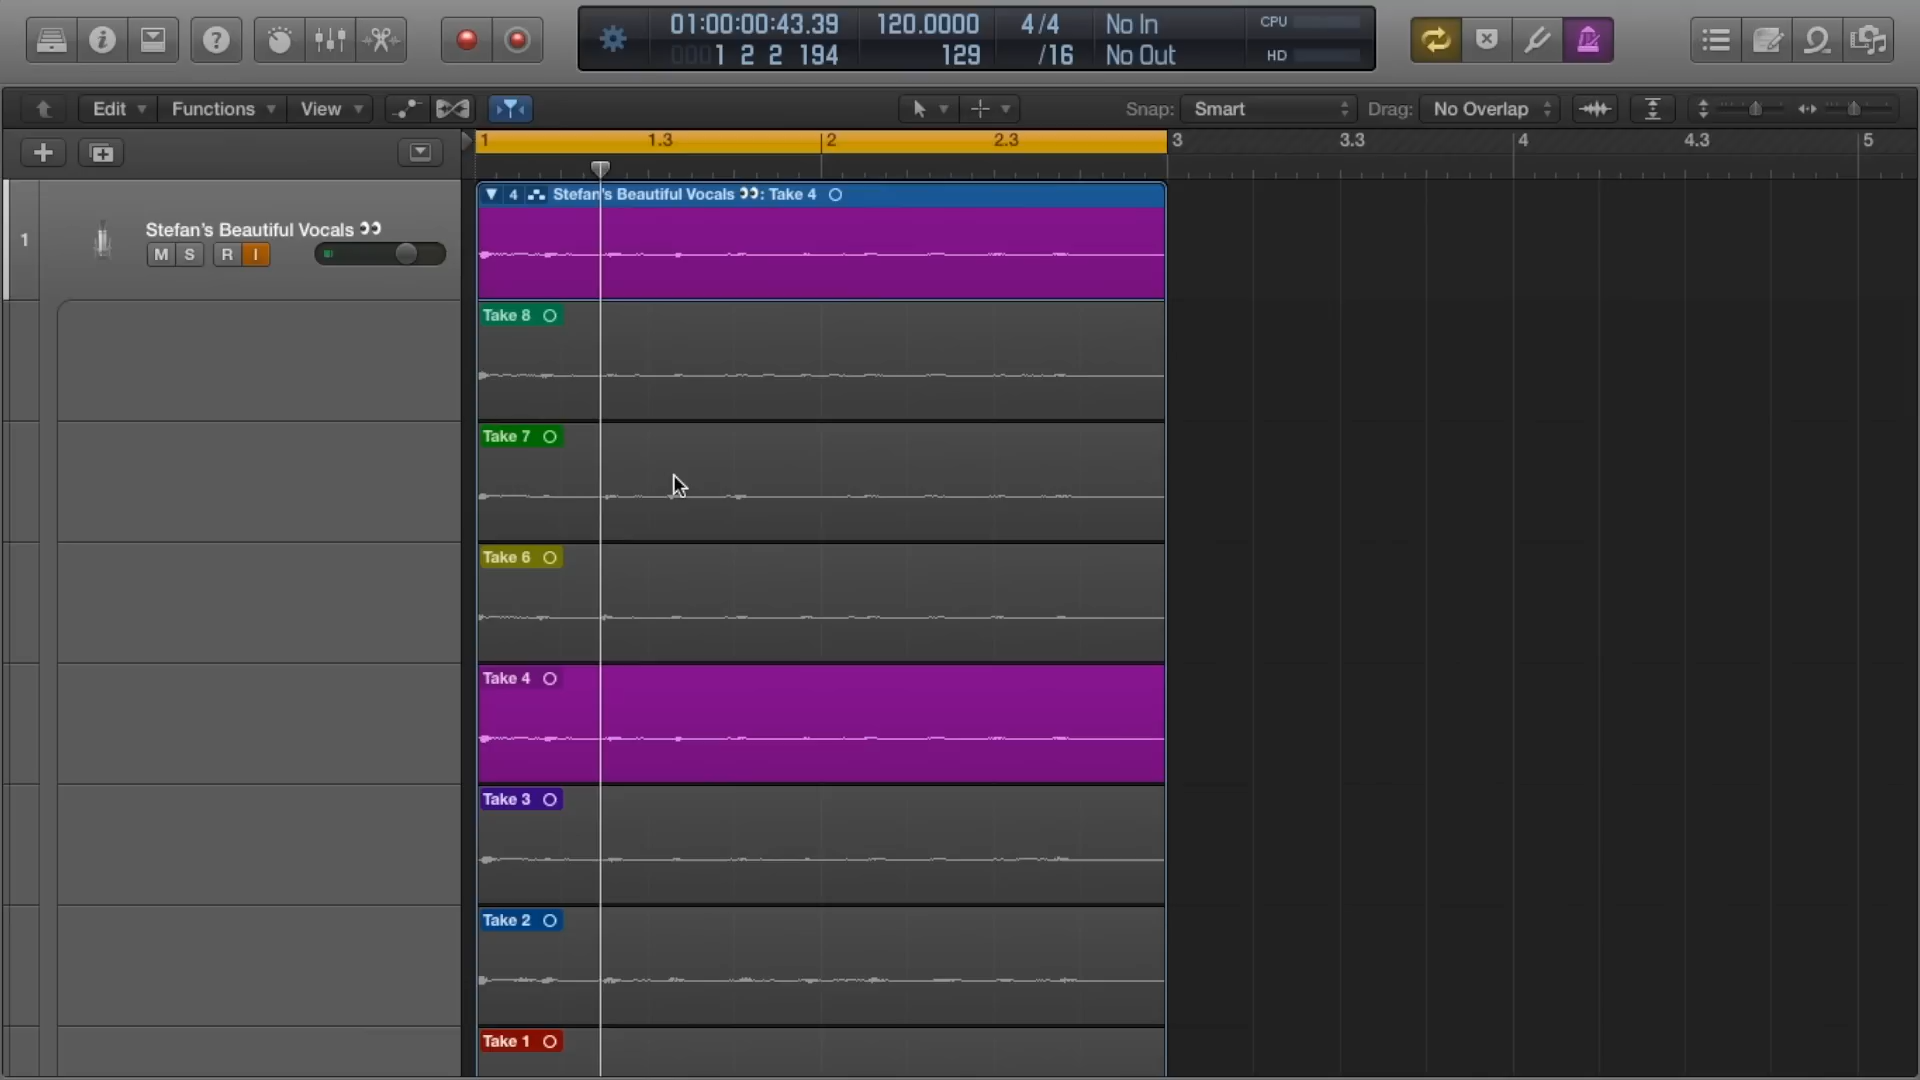 01:00:00:43.39 120.0000 4/4 No In CPU
0001 2 2 194 129 /16 No Out HD
Edit Functions View Snap: Smart Drag: No Overlap
1 1.3 2 2.3 3 3.3 4 4.3 5
4 Stefan's Beautiful Vocals 👀: Take 4
1 Stefan's Beautiful Vocals 👀
M S R I
Take 8
Take 7
Take 6
Take 4
Take 3
Take 2
Take 1